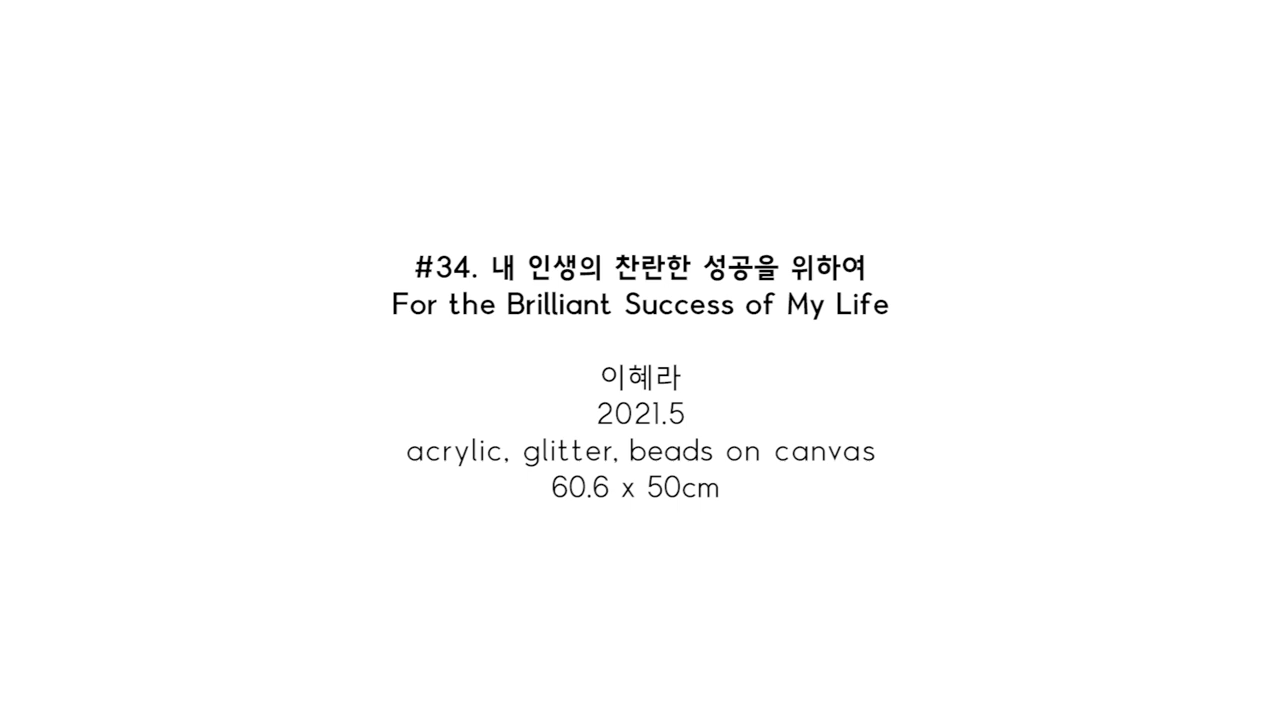 #34. 내 인생의 찬란한 성공을 위하여
For the Brilliant Success of My Life
이혜라
2021.5
acrylic, glitter, beads on canvas
60.6 x 50cm